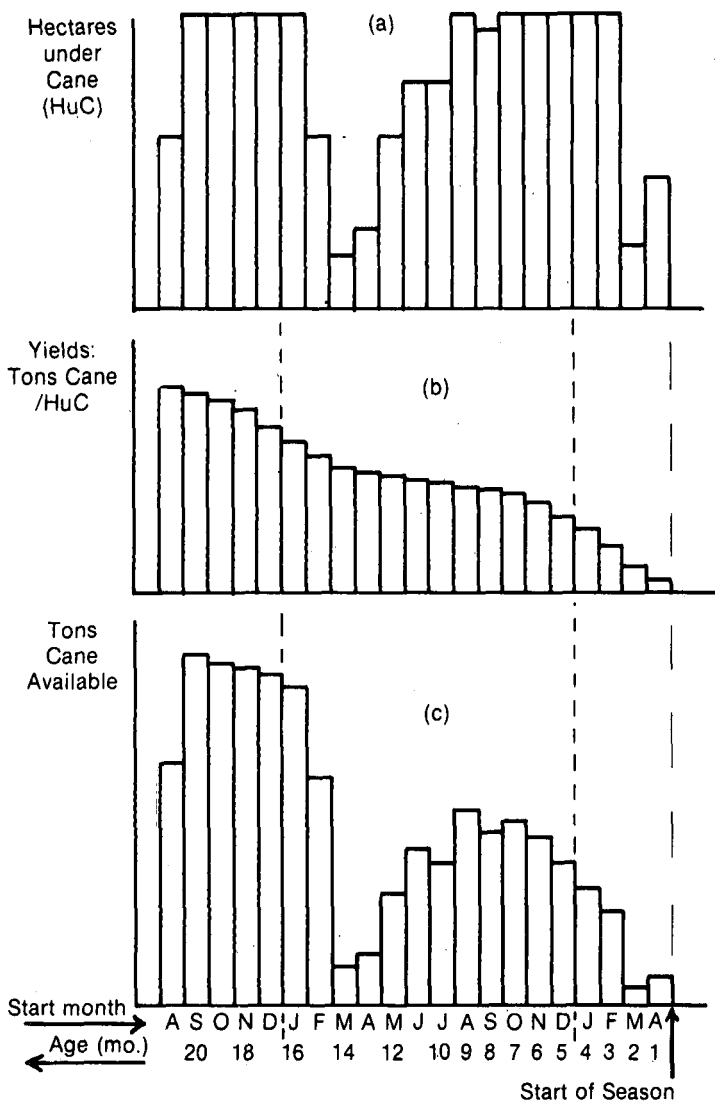 Hectares
under
Cane
(HuC)
(a)
Yields:
Tons Cane
/HuC
(b)
Tons
Cane
Available
(c)
Start month A S O N D J F M A M J J A S O N D J F M A
Age (mo.) 20 18 16 14 12 10 9 8 7 6 5 4 3 2 1
Start of Season